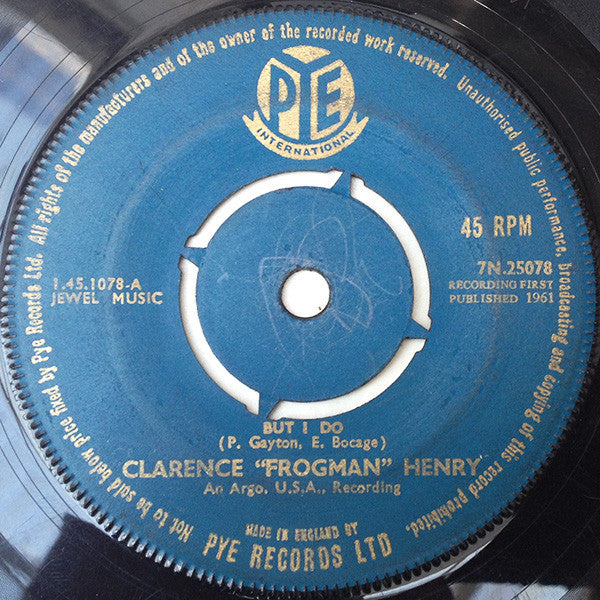 Not to be sold below price fixed by Pye Records Ltd. All rights of the manufacturers and of the owner of the recorded work reserved. Unauthorised public performance, broadcasting and copying of this record prohibited.
PYE
INTERNATIONAL
45 RPM
1.45.1078-A
JEWEL MUSIC
7N.25078
RECORDING FIRST
PUBLISHED 1961
BUT I DO
(P. Gayton, E. Bocage)
CLARENCE "FROGMAN" HENRY
An Argo, U.S.A., Recording
MADE IN ENGLAND BY
PYE RECORDS LTD